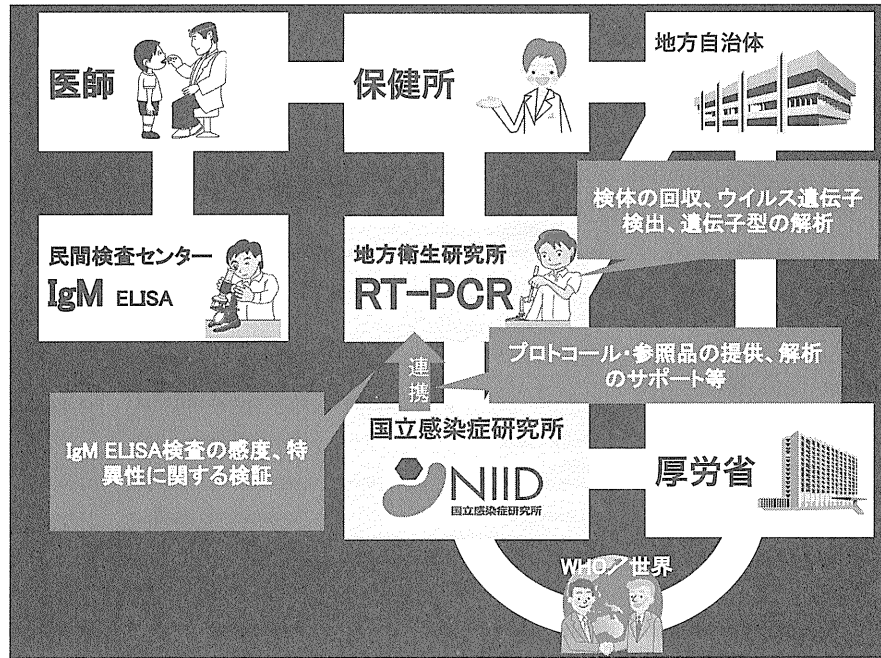 医師
保健所
地方自治体
検体の回収、ウイルス遺伝子
検出、遺伝子型の解析
民間検査センター
IgM ELISA
地方衛生研究所
RT-PCR
連携
プロトコール・参照品の提供、解析
のサポート等
IgM ELISA検査の感度、特
異性に関する検証
国立感染症研究所
NIID
国立感染症研究所
厚労省
WHO／世界